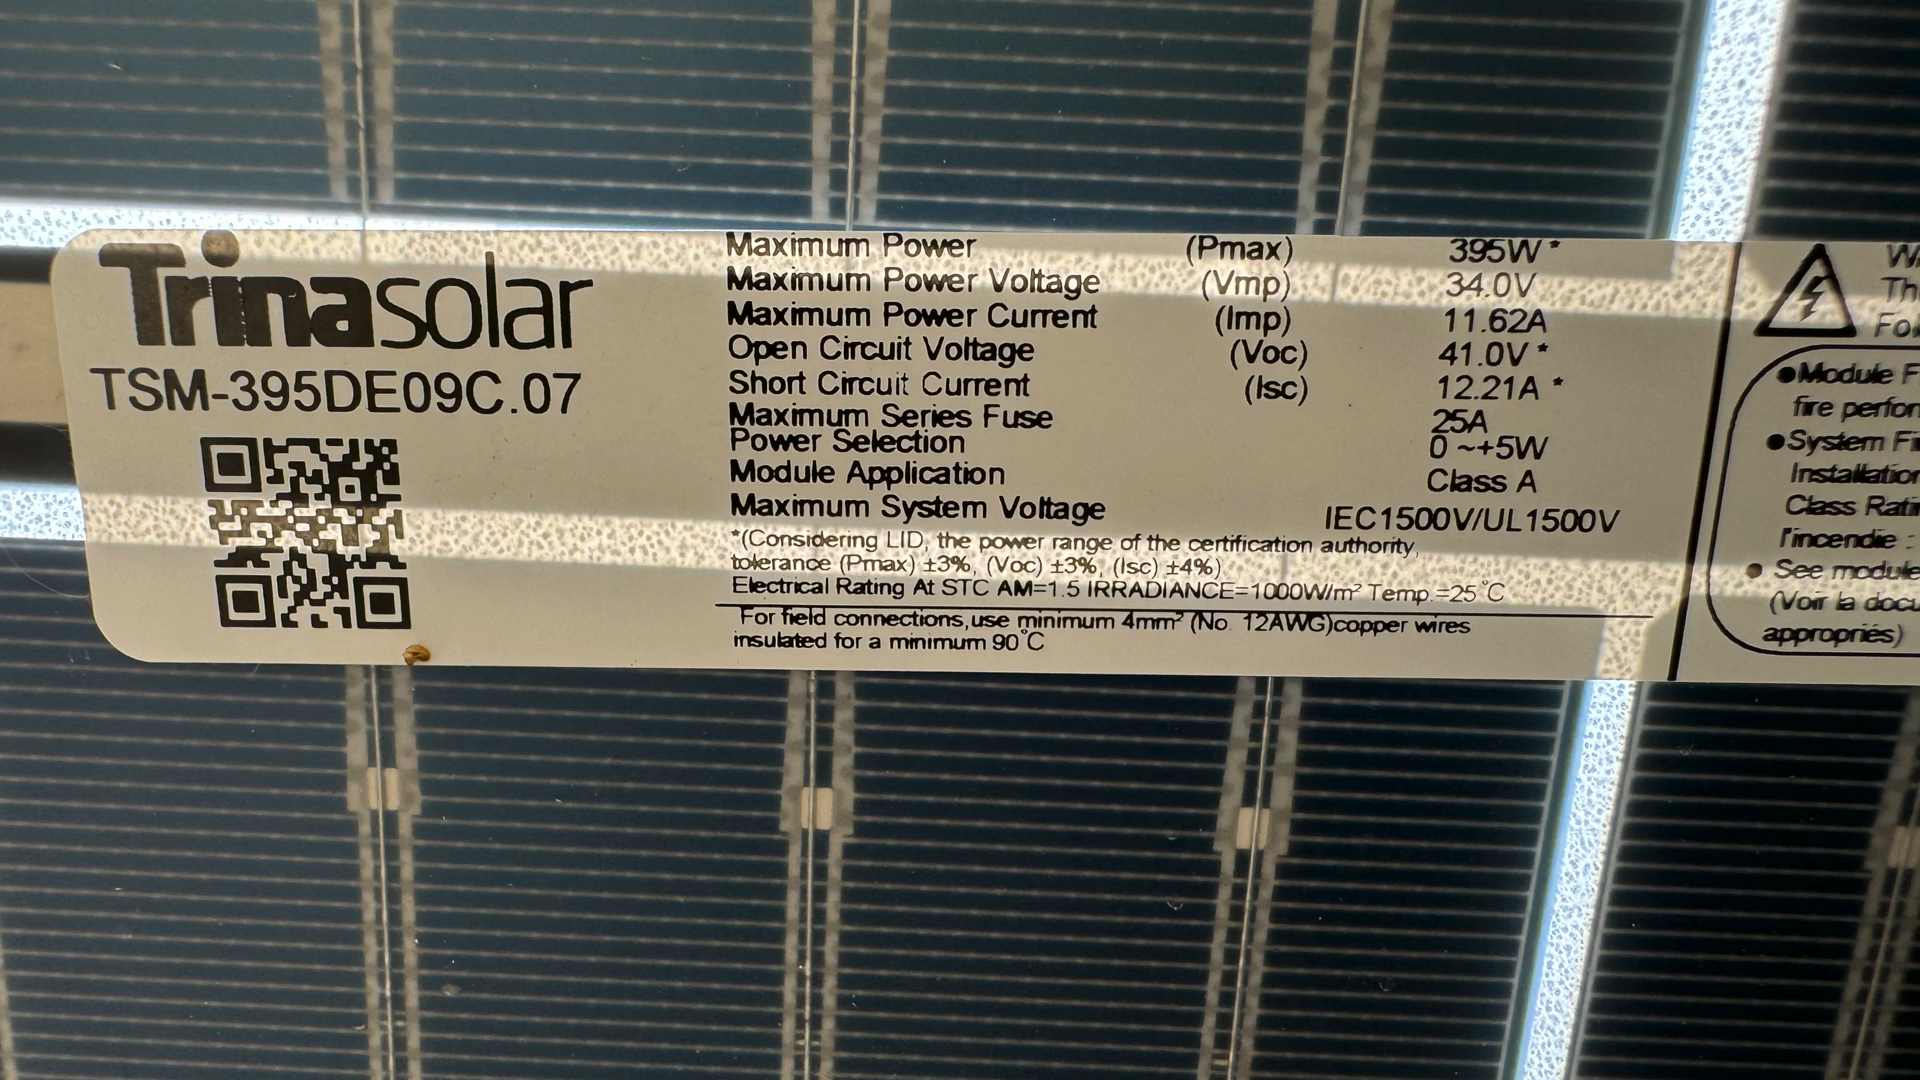 Trinasolar
TSM-395DE09C.07
Maximum Power (Pmax) 395W*
Maximum Power Voltage (Vmp) 34.0V
Maximum Power Current (Imp) 11.62A
Open Circuit Voltage (Voc) 41.0V*
Short Circuit Current (Isc) 12.21A*
Maximum Series Fuse 25A
Power Selection 0 ~+5W
Module Application Class A
Maximum System Voltage IEC1500V/UL1500V
*(Considering LID, the power range of the certification authority,
tolerance (Pmax) ±3%, (Voc) ±3%, (Isc) ±4%)
Electrical Rating At STC AM=1.5 IRRADIANCE=1000W/m² Temp.=25°C
For field connections,use minimum 4mm² (No. 12AWG)copper wires
insulated for a minimum 90°C
●Module
fire
●System
Class
l'incendie :
● See module
(Voir la
appropriés)